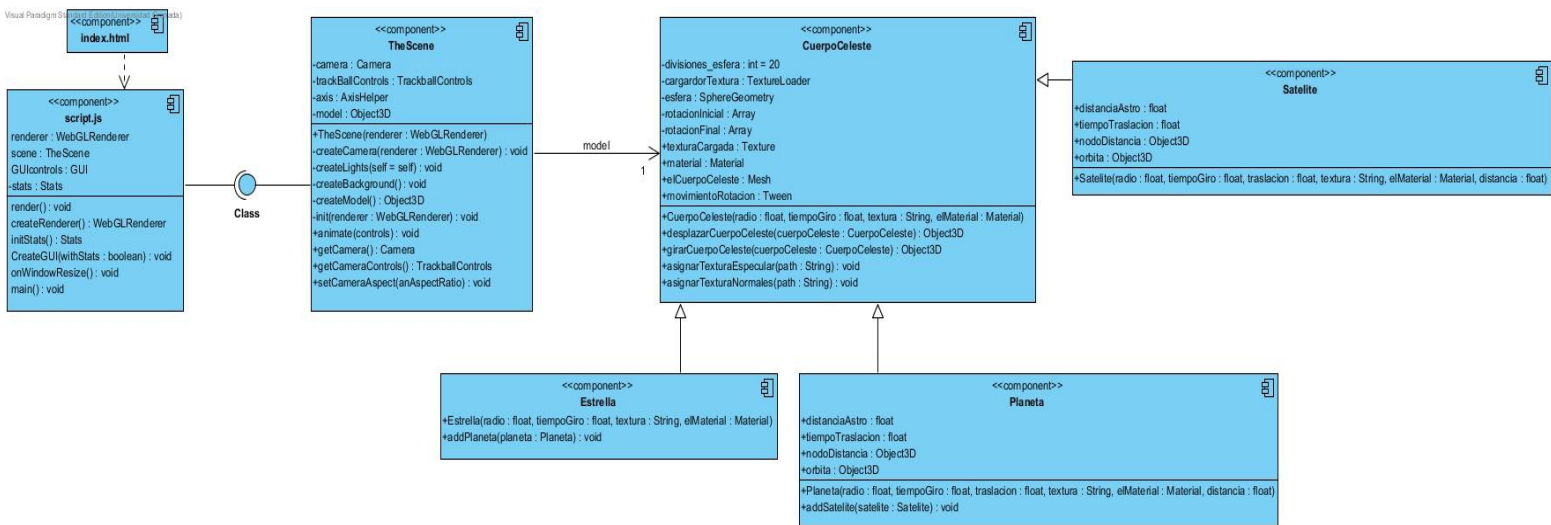 Visual Paradigm Standard Edition(Universidad Granada)
<<component>>
index.html
<<component>>
script.js
renderer : WebGLRenderer
scene : TheScene
GUIcontrols : GUI
-stats : Stats
render() : void
createRenderer() : WebGLRenderer
initStats() : Stats
CreateGUI(withStats : boolean) : void
onWindowResize() : void
main() : void
Class
<<component>>
TheScene
-camera : Camera
-trackBallControls : TrackballControls
-axis : AxisHelper
-model : Object3D
+TheScene(renderer : WebGLRenderer)
-createCamera(renderer : WebGLRenderer) : void
-createLights(self = self) : void
-createBackground() : void
-createModel() : Object3D
-init(renderer : WebGLRenderer) : void
+animate(controls) : void
+getCamera() : Camera
+getCameraControls() : TrackballControls
+setCameraAspect(anAspectRatio) : void
model
1
<<component>>
CuerpoCeleste
-divisiones_esfera : int = 20
-cargardorTextura : TextureLoader
-esfera : SphereGeometry
-rotacionInicial : Array
-rotacionFinal : Array
+texturaCargada : Texture
+material : Material
+elCuerpoCeleste : Mesh
+movimientoRotacion : Tween
+CuerpoCeleste(radio : float, tiempoGiro : float, textura : String, elMaterial : Material)
+desplazarCuerpoCeleste(cuerpoCeleste : CuerpoCeleste) : Object3D
+girarCuerpoCeleste(cuerpoCeleste : CuerpoCeleste) : Object3D
+asignarTexturaEspecular(path : String) : void
+asignarTexturaNormales(path : String) : void
<<component>>
Satelite
+distanciaAstro : float
+tiempoTraslacion : float
+nodoDistancia : Object3D
+orbita : Object3D
+Satelite(radio : float, tiempoGiro : float, traslacion : float, textura : String, elMaterial : Material, distancia : float)
<<component>>
Estrella
+Estrella(radio : float, tiempoGiro : float, textura : String, elMaterial : Material)
+addPlaneta(planeta : Planeta) : void
<<component>>
Planeta
+distanciaAstro : float
+tiempoTraslacion : float
+nodoDistancia : Object3D
+orbita : Object3D
+Planeta(radio : float, tiempoGiro : float, traslacion : float, textura : String, elMaterial : Material, distancia : float)
+addSatelite(satelite : Satelite) : void